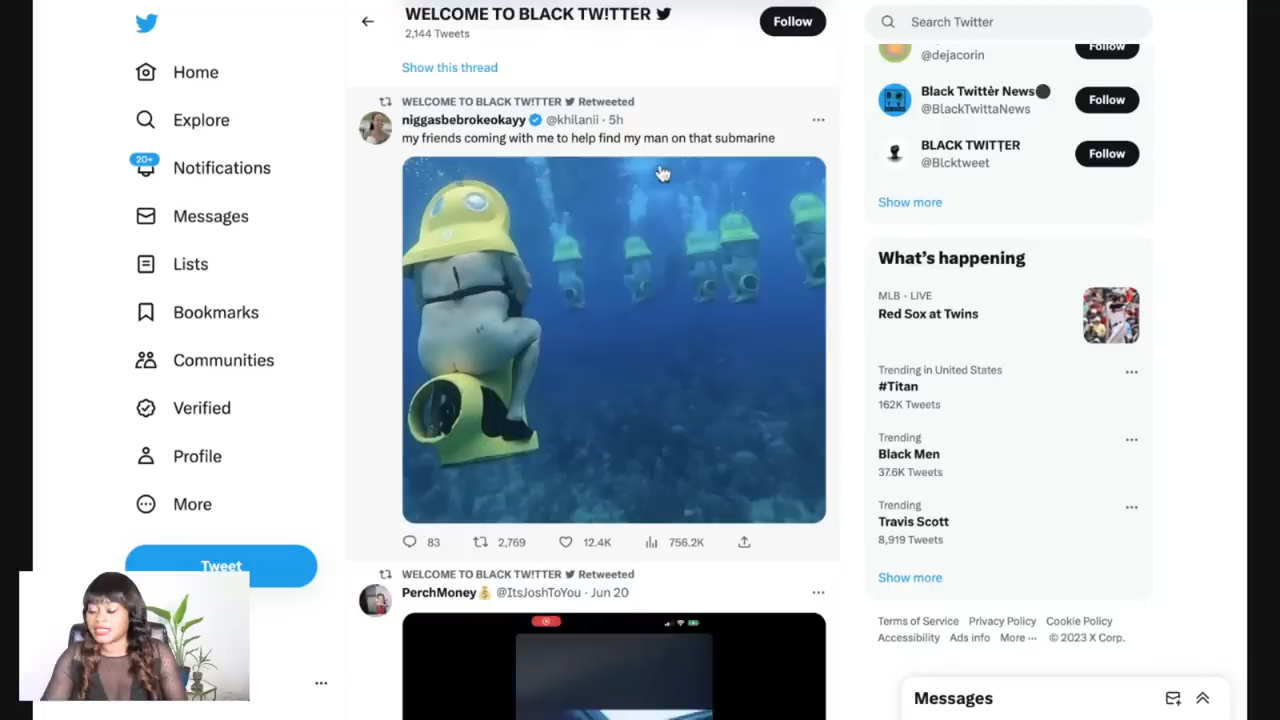 Home
Explore
20+
Notifications
Messages
Lists
Bookmarks
Communities
Verified
Profile
More
Tweet
WELCOME TO BLACK TW!TTER
2,144 Tweets
Follow
Show this thread
WELCOME TO BLACK TW!TTER Retweeted
niggasbebrokeokayy @khilanii · 5h
my friends coming with me to help find my man on that submarine
83 2,769 12.4K 756.2K
WELCOME TO BLACK TW!TTER Retweeted
PerchMoney💰 @ItsJoshToYou · Jun 20
Search Twitter
@dejacorin
Follow
Black Twittėr News⚫
@BlackTwittaNews
Follow
BLACK TWITTER
@Blcktweet
Follow
Show more
What's happening
MLB · LIVE
Red Sox at Twins
Trending in United States
#Titan
162K Tweets
Trending
Black Men
37.6K Tweets
Trending
Travis Scott
8,919 Tweets
Show more
Terms of Service Privacy Policy Cookie Policy
Accessibility Ads info More ··· © 2023 X Corp.
Messages